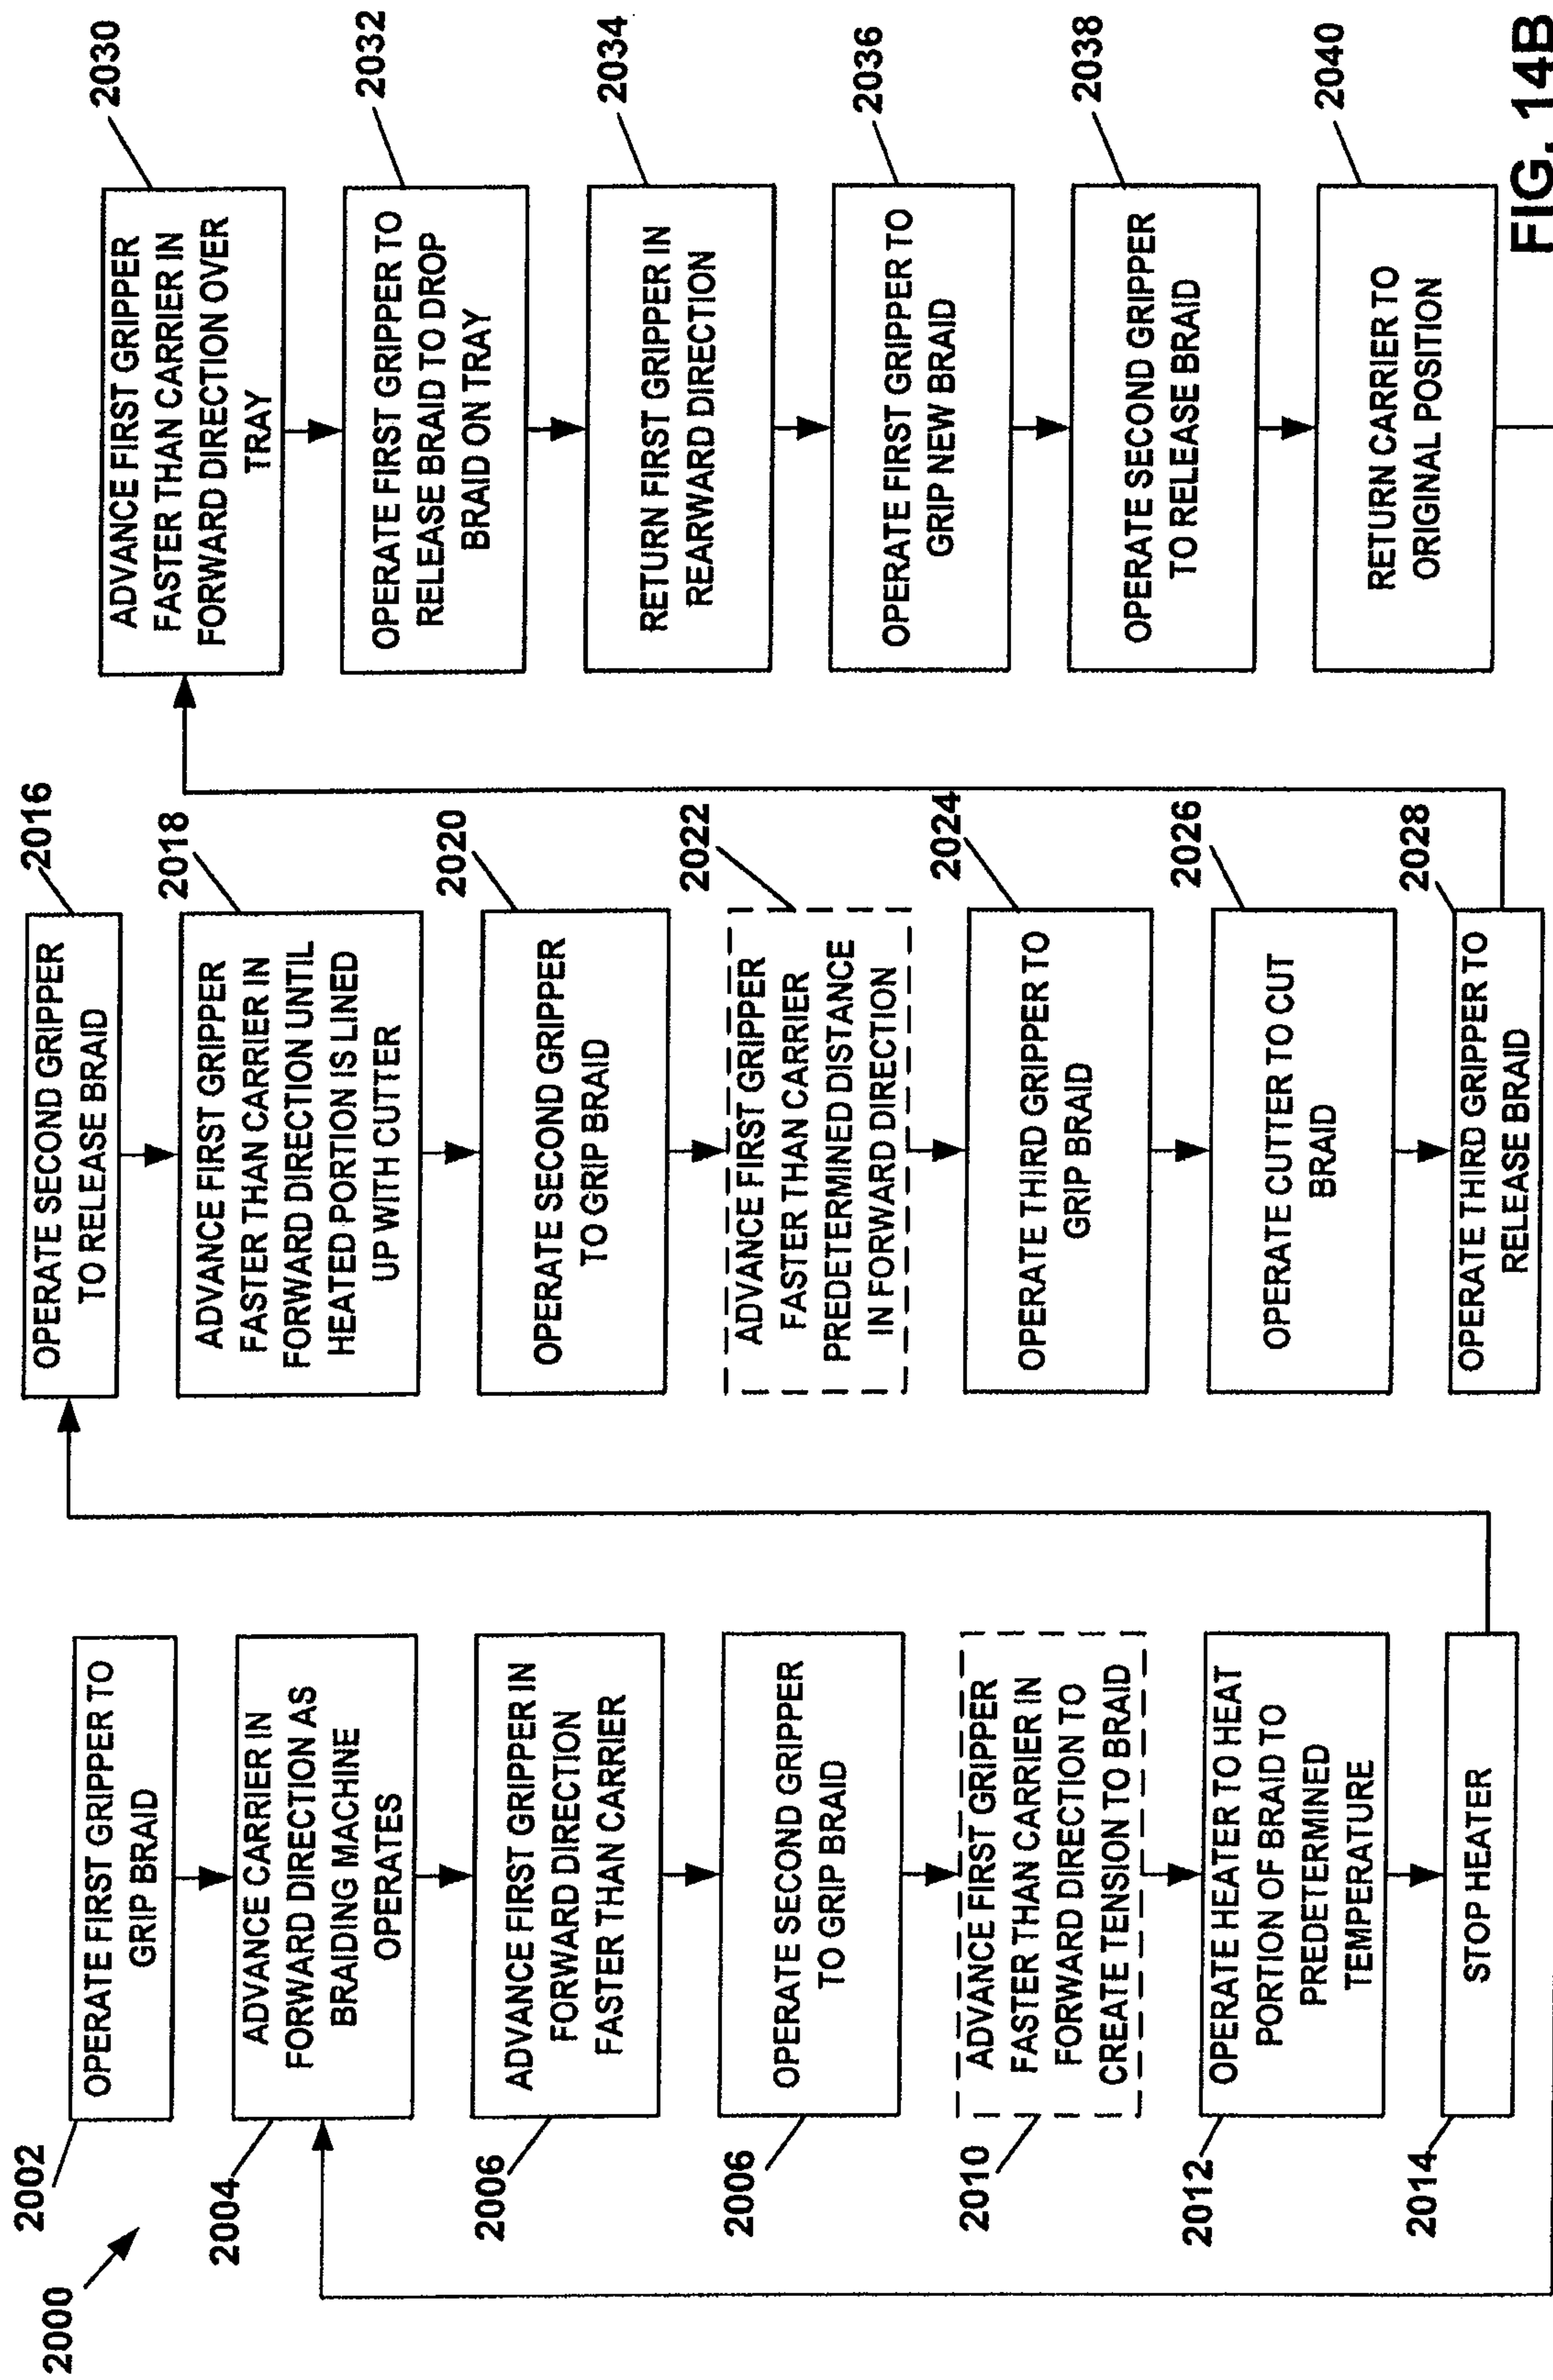 2000
2002
OPERATE FIRST GRIPPER TO
GRIP BRAID
2004
ADVANCE CARRIER IN
FORWARD DIRECTION AS
BRAIDING MACHINE
OPERATES
2006
ADVANCE FIRST GRIPPER IN
FORWARD DIRECTION
FASTER THAN CARRIER
2006
OPERATE SECOND GRIPPER
TO GRIP BRAID
2010
ADVANCE FIRST GRIPPER
FASTER THAN CARRIER IN
FORWARD DIRECTION TO
CREATE TENSION TO BRAID
2012
OPERATE HEATER TO HEAT
PORTION OF BRAID TO
PREDETERMINED
TEMPERATURE
2014
STOP HEATER
2016
OPERATE SECOND GRIPPER
TO RELEASE BRAID
2018
ADVANCE FIRST GRIPPER
FASTER THAN CARRIER IN
FORWARD DIRECTION UNTIL
HEATED PORTION IS LINED
UP WITH CUTTER
2020
OPERATE SECOND GRIPPER
TO GRIP BRAID
2022
ADVANCE FIRST GRIPPER
FASTER THAN CARRIER
PREDETERMINED DISTANCE
IN FORWARD DIRECTION
2024
OPERATE THIRD GRIPPER TO
GRIP BRAID
2026
OPERATE CUTTER TO CUT
BRAID
2028
OPERATE THIRD GRIPPER TO
RELEASE BRAID
2030
ADVANCE FIRST GRIPPER
FASTER THAN CARRIER IN
FORWARD DIRECTION OVER
TRAY
2032
OPERATE FIRST GRIPPER TO
RELEASE BRAID TO DROP
BRAID ON TRAY
2034
RETURN FIRST GRIPPER IN
REARWARD DIRECTION
2036
OPERATE FIRST GRIPPER TO
GRIP NEW BRAID
2038
OPERATE SECOND GRIPPER
TO RELEASE BRAID
2040
RETURN CARRIER TO
ORIGINAL POSITION
FIG. 14B